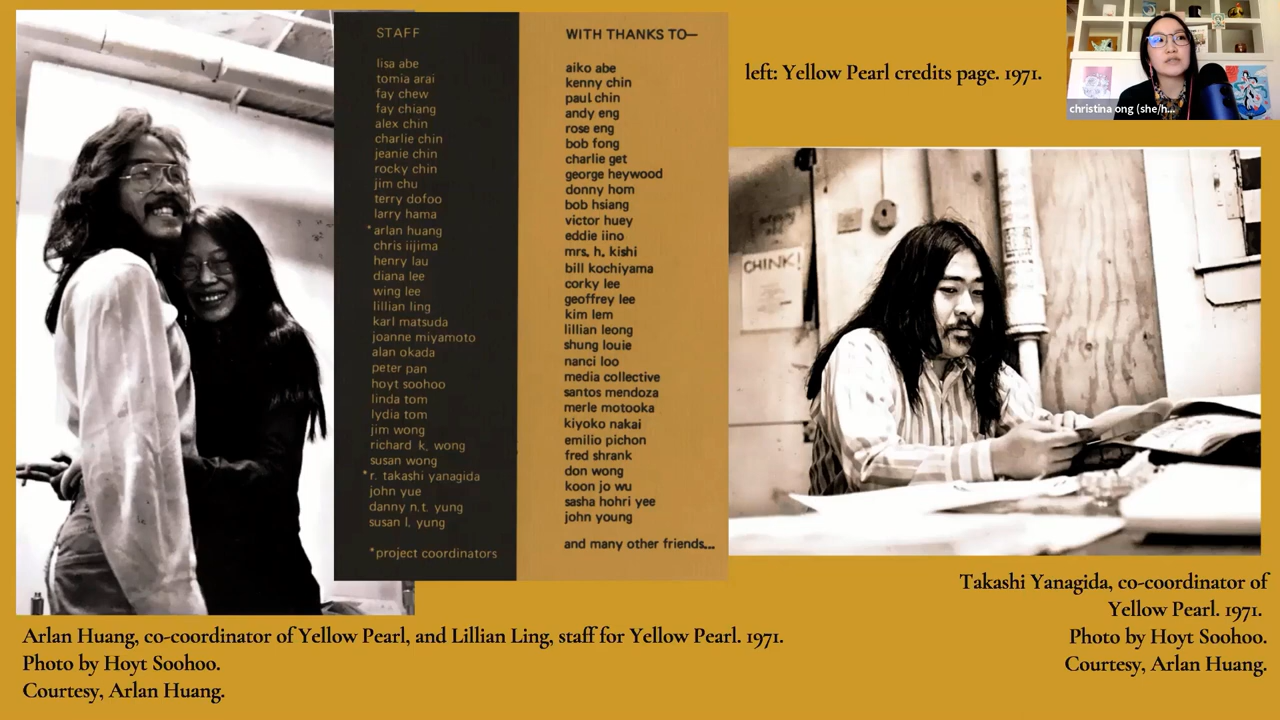 STAFF
lisa abe
tomia arai
fay chew
fay chiang
alex chin
charlie chin
jeanie chin
rocky chin
jim chu
terry dofoo
larry hama
*arlan huang
chris iijima
henry lau
diana lee
wing lee
lillian ling
karl matsuda
joanne miyamoto
alan okada
peter pan
hoyt soohoo
linda tom
lydia tom
jim wong
richard k. wong
susan wong
*r. takashi yanagida
john yue
danny n.t. yung
susan l. yung
*project coordinators
WITH THANKS TO—
aiko abe
kenny chin
paul chin
andy eng
rose eng
bob fong
charlie get
george heywood
donny hom
bob hsiang
victor huey
eddie iino
mrs. h. kishi
bill kochiyama
corky lee
geoffrey lee
kim lem
lillian leong
shung louie
nanci loo
media collective
santos mendoza
merle motooka
kiyoko nakai
emilio pichon
fred shrank
don wong
koon jo wu
sasha hohri yee
john young
and many other friends...
left: Yellow Pearl credits page. 1971.
christina ong (she/h...
CHINK!
Arlan Huang, co-coordinator of Yellow Pearl, and Lillian Ling, staff for Yellow Pearl. 1971.
Photo by Hoyt Soohoo.
Courtesy, Arlan Huang.
Takashi Yanagida, co-coordinator of
Yellow Pearl. 1971.
Photo by Hoyt Soohoo.
Courtesy, Arlan Huang.